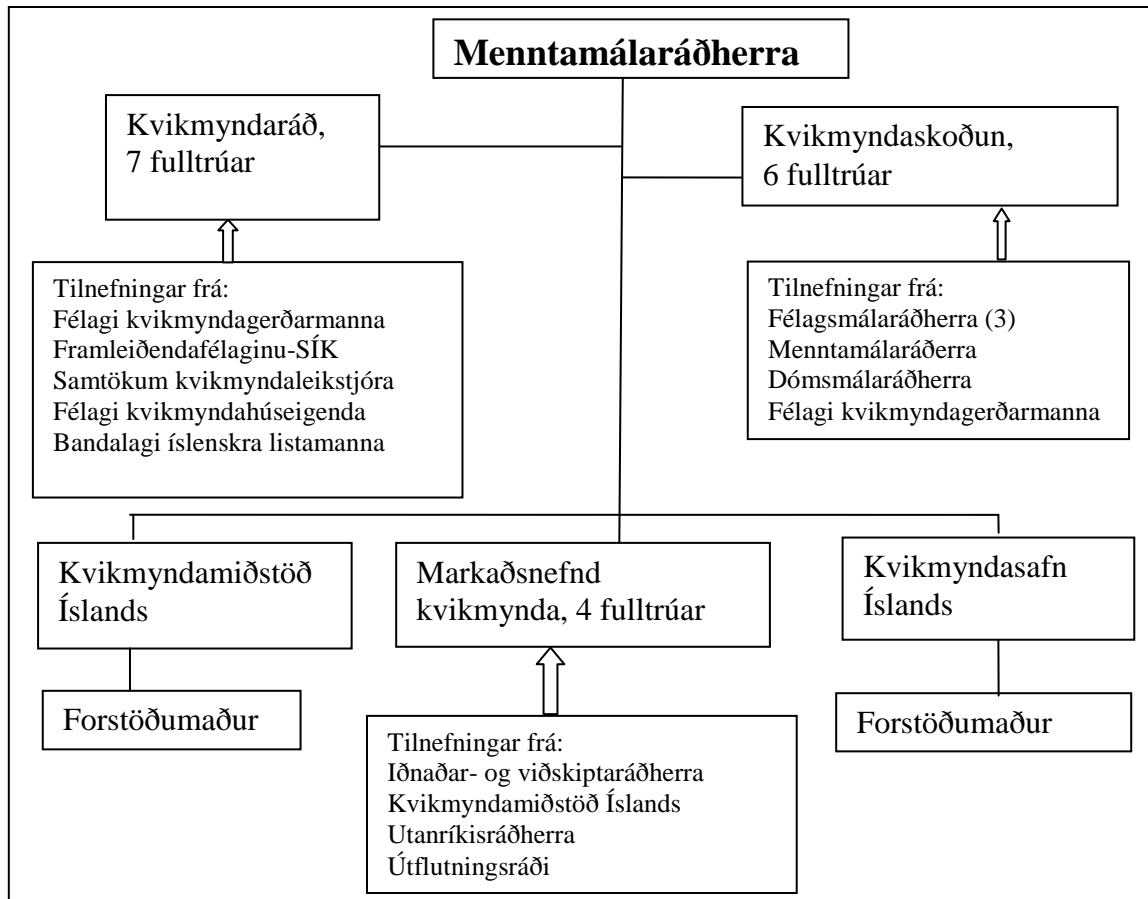 Menntamálaráðherra
Kvikmyndaráð,
7 fulltrúar
Kvikmyndaskoðun,
6 fulltrúar
Tilnefningar frá:
Félagi kvikmyndagerðarmanna
Framleiðendafélaginu-SÍK
Samtökum kvikmyndaleikstjóra
Félagi kvikmyndahúseigenda
Bandalagi íslenskra listamanna
Tilnefningar frá:
Félagsmálaráðherra (3)
Menntamálaráðerra
Dómsmálaráðherra
Félagi kvikmyndagerðarmanna
Kvikmyndamiðstöð
Íslands
Markaðsnefnd
kvikmynda, 4 fulltrúar
Kvikmyndasafn
Íslands
Forstöðumaður
Tilnefningar frá:
Iðnaðar- og viðskiptaráðherra
Kvikmyndamiðstöð Íslands
Utanríkisráðherra
Útflutningsráði
Forstöðumaður